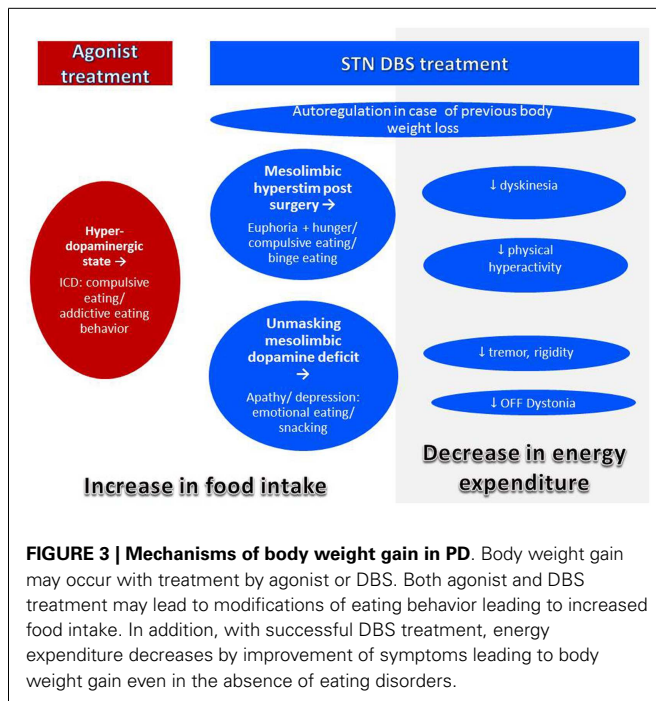 Agonist
treatment
STN DBS treatment
Autoregulation in case of previous body
weight loss
Hyper-
dopaminergic
state →
ICD: compulsive
eating/
addictive eating
behavior
Mesolimbic
hyperstim post
surgery →
Euphoria + hunger/
compulsive eating/
binge eating
Unmasking
mesolimbic
dopamine deficit
→
Apathy/ depression:
emotional eating/
snacking
↓ dyskinesia
↓ physical
hyperactivity
↓ tremor, rigidity
↓ OFF Dystonia
Increase in food intake
Decrease in energy
expenditure
FIGURE 3 | Mechanisms of body weight gain in PD. Body weight gain
may occur with treatment by agonist or DBS. Both agonist and DBS
treatment may lead to modifications of eating behavior leading to increased
food intake. In addition, with successful DBS treatment, energy
expenditure decreases by improvement of symptoms leading to body
weight gain even in the absence of eating disorders.